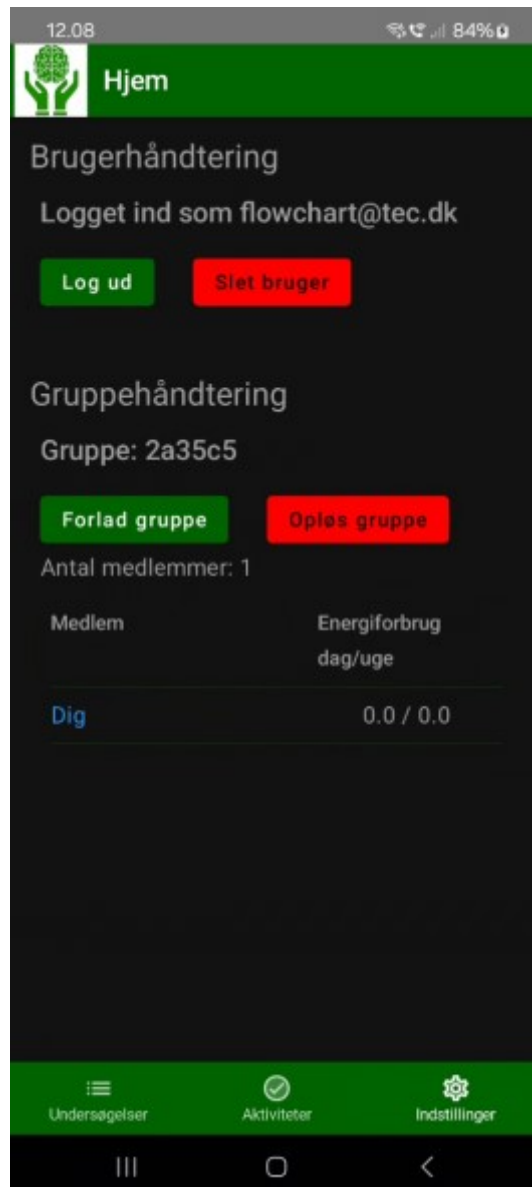 12.08
84%
Hjem
Brugerhåndtering
Logget ind som flowchart@tec.dk
Log ud
Slet bruger
Gruppehåndtering
Gruppe: 2a35c5
Forlad gruppe
Opløs gruppe
Antal medlemmer: 1
Medlem
Energiforbrug
dag/uge
Dig
0.0 / 0.0
Undersøgelser
Aktiviteter
Indstillinger